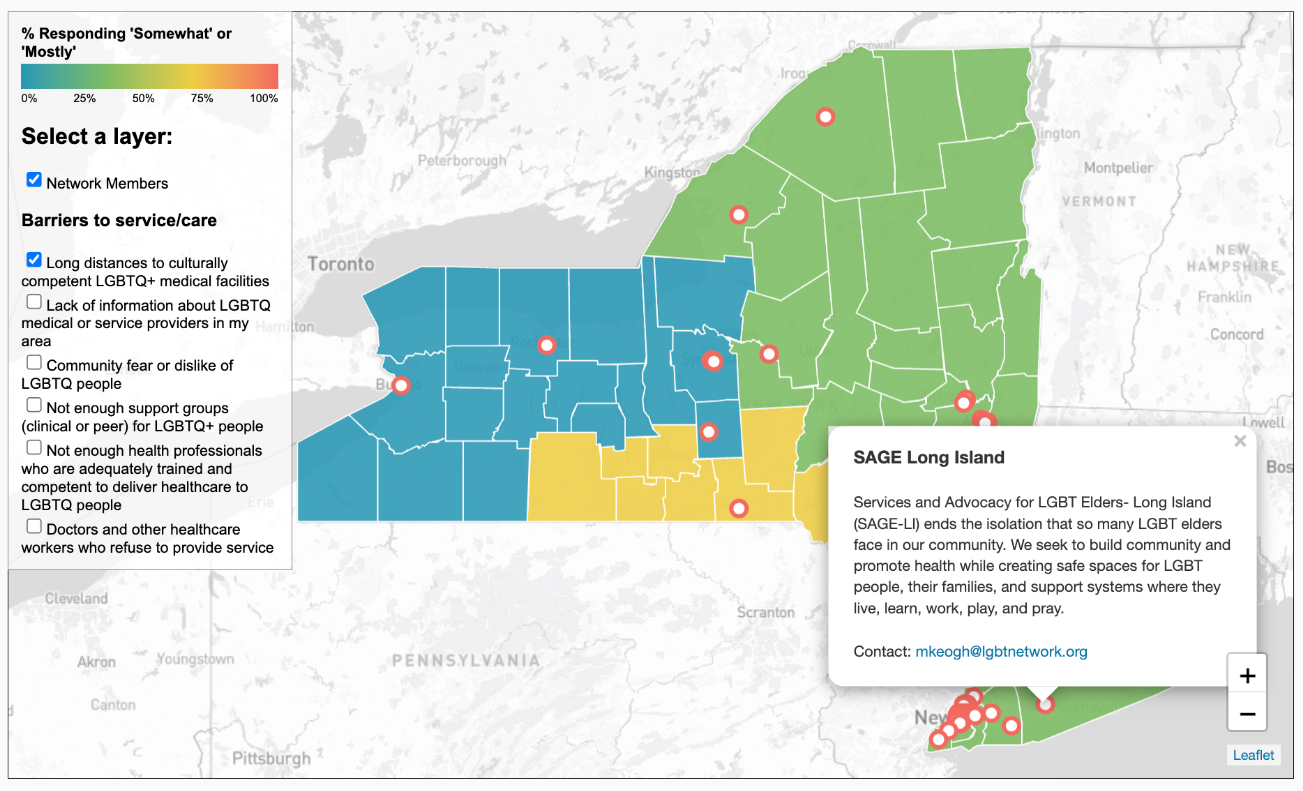 % Responding 'Somewhat' or
'Mostly'
0% 25% 50% 75% 100%
Select a layer:
Network Members
Barriers to service/care
Long distances to culturally
competent LGBTQ+ medical facilities
Lack of information about LGBTQ
medical or service providers in my
area
Community fear or dislike of
LGBTQ people
Not enough support groups
(clinical or peer) for LGBTQ+ people
Not enough health professionals
who are adequately trained and
competent to deliver healthcare to
LGBTQ people
Doctors and other healthcare
workers who refuse to provide service
Cornwall
Peterborough
Kingston
Montpelier
VERMONT
Toronto
NEW
HAMPSHIRE
Franklin
Hamilton
Concord
Batavia
Lowell
Erie
SAGE Long Island
×
Services and Advocacy for LGBT Elders- Long Island
(SAGE-LI) ends the isolation that so many LGBT elders
face in our community. We seek to build community and
promote health while creating safe spaces for LGBT
people, their families, and support systems where they
live, learn, work, play, and pray.
Contact: mkeogh@lgbtnetwork.org
Cleveland
Scranton
Akron
Youngstown
PENNSYLVANIA
Canton
New
Pittsburgh
+
−
Leaflet